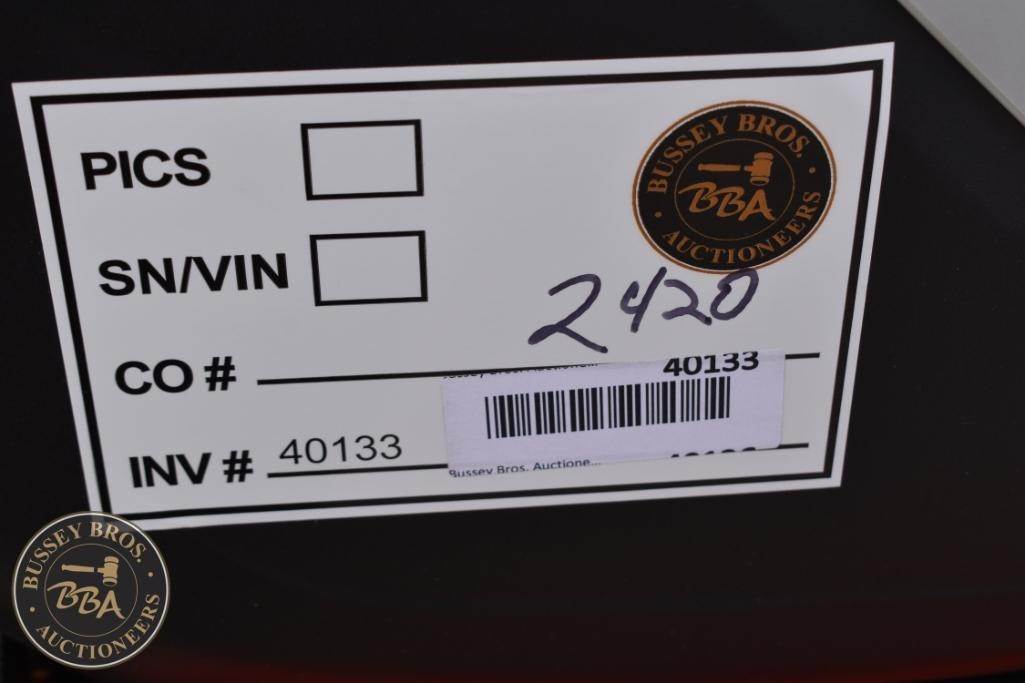 PICS
BUSSEY BROS.
BBA
AUCTIONEERS
SN/VIN
2420
CO #
40133
INV # 40133
Bussey Bros. Auctione...
BUSSEY BROS.
BBA
AUCTIONEERS